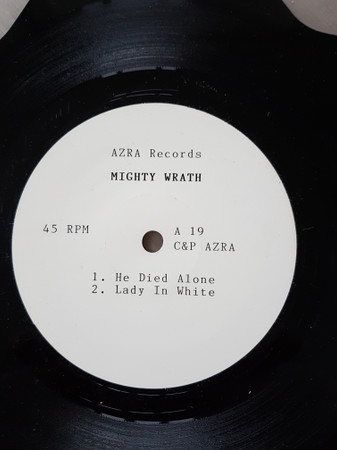 AZRA Records
MIGHTY WRATH
45 RPM
A 19
C&P AZRA
1. He Died Alone
2. Lady In White